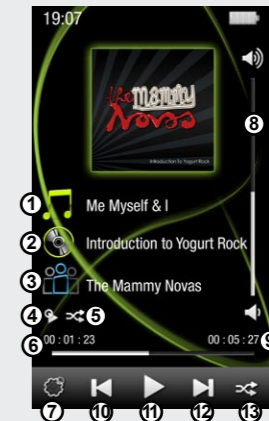 19:07
the mammy
Novas
Introduction To Yogurt Rock
8
1 Me Myself & I
2 Introduction to Yogurt Rock
3 The Mammy Novas
4 5
6 00 : 01 : 23 00 : 05 : 27 9
7 10 11 12 13